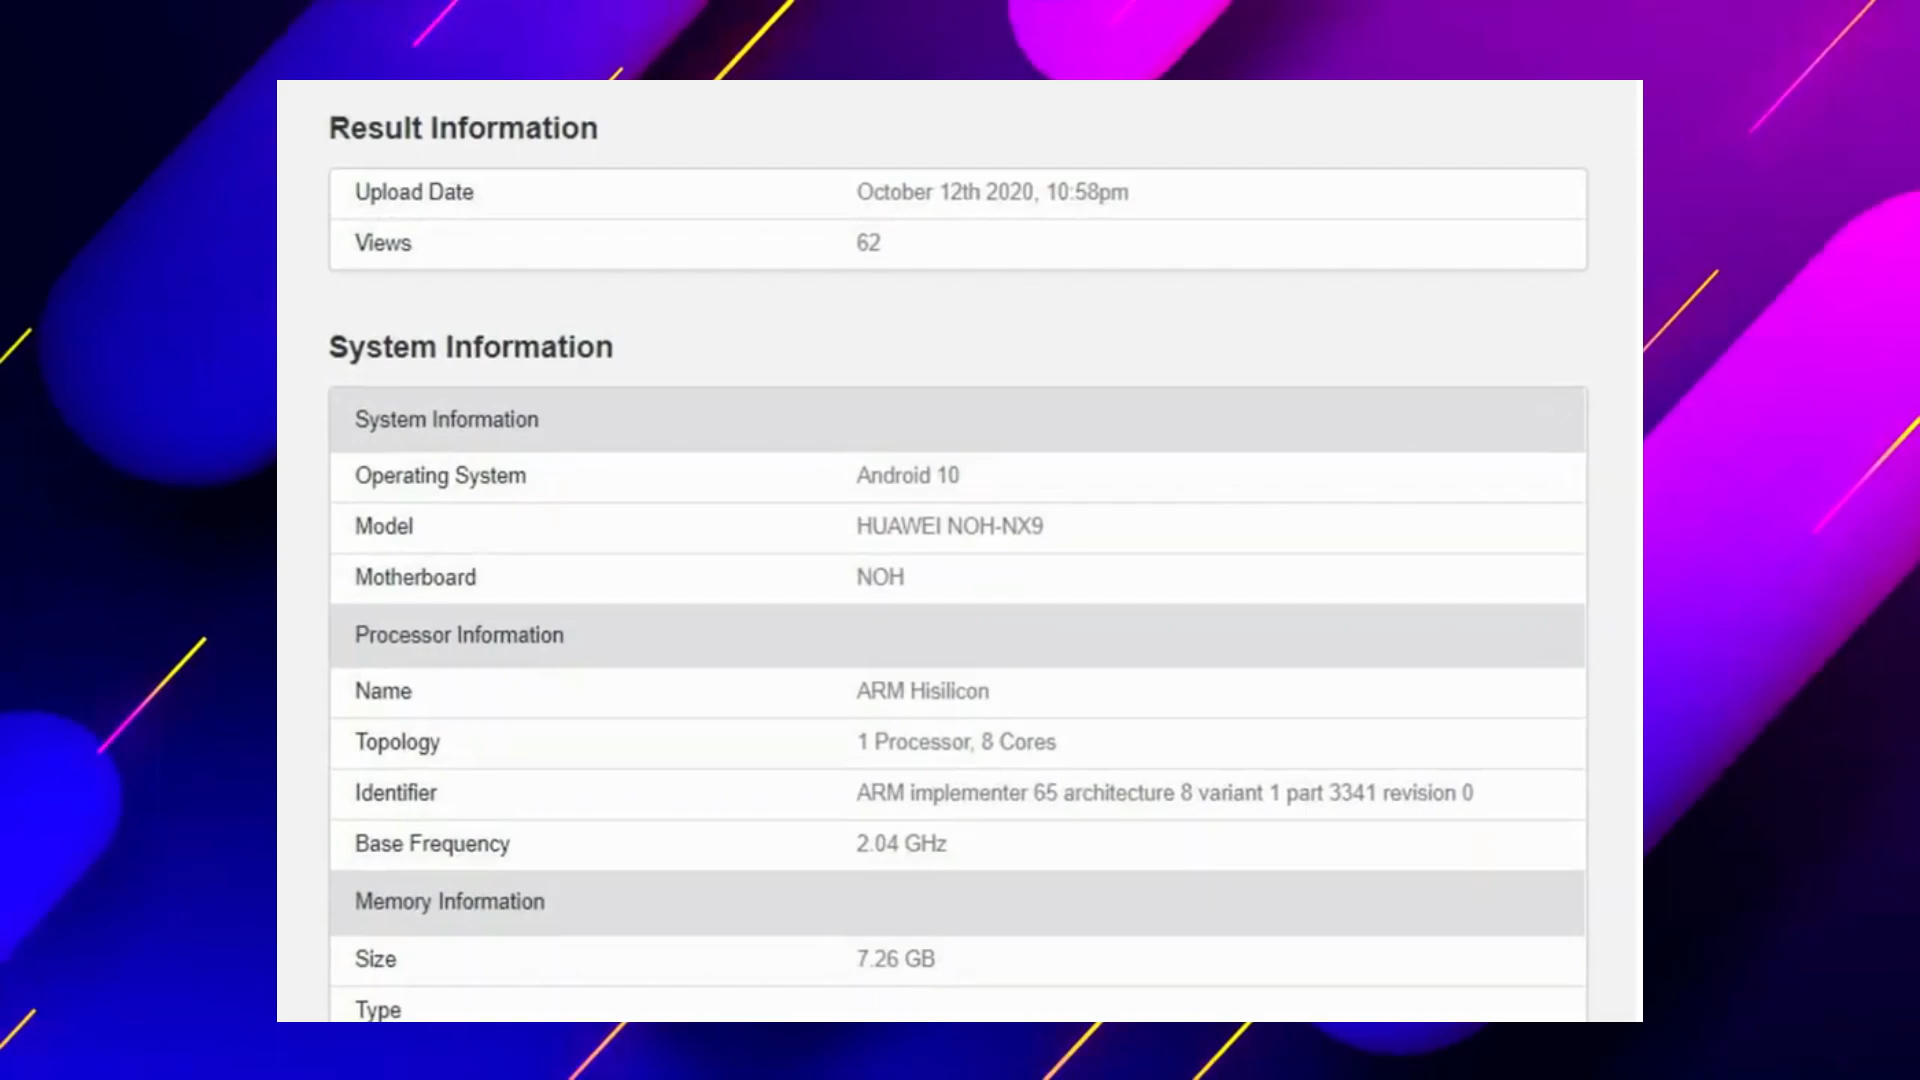 Result Information
Upload Date October 12th 2020, 10:58pm
Views 62
System Information
System Information
Operating System Android 10
Model HUAWEI NOH-NX9
Motherboard NOH
Processor Information
Name ARM Hisilicon
Topology 1 Processor, 8 Cores
Identifier ARM implementer 65 architecture 8 variant 1 part 3341 revision 0
Base Frequency 2.04 GHz
Memory Information
Size 7.26 GB
Type